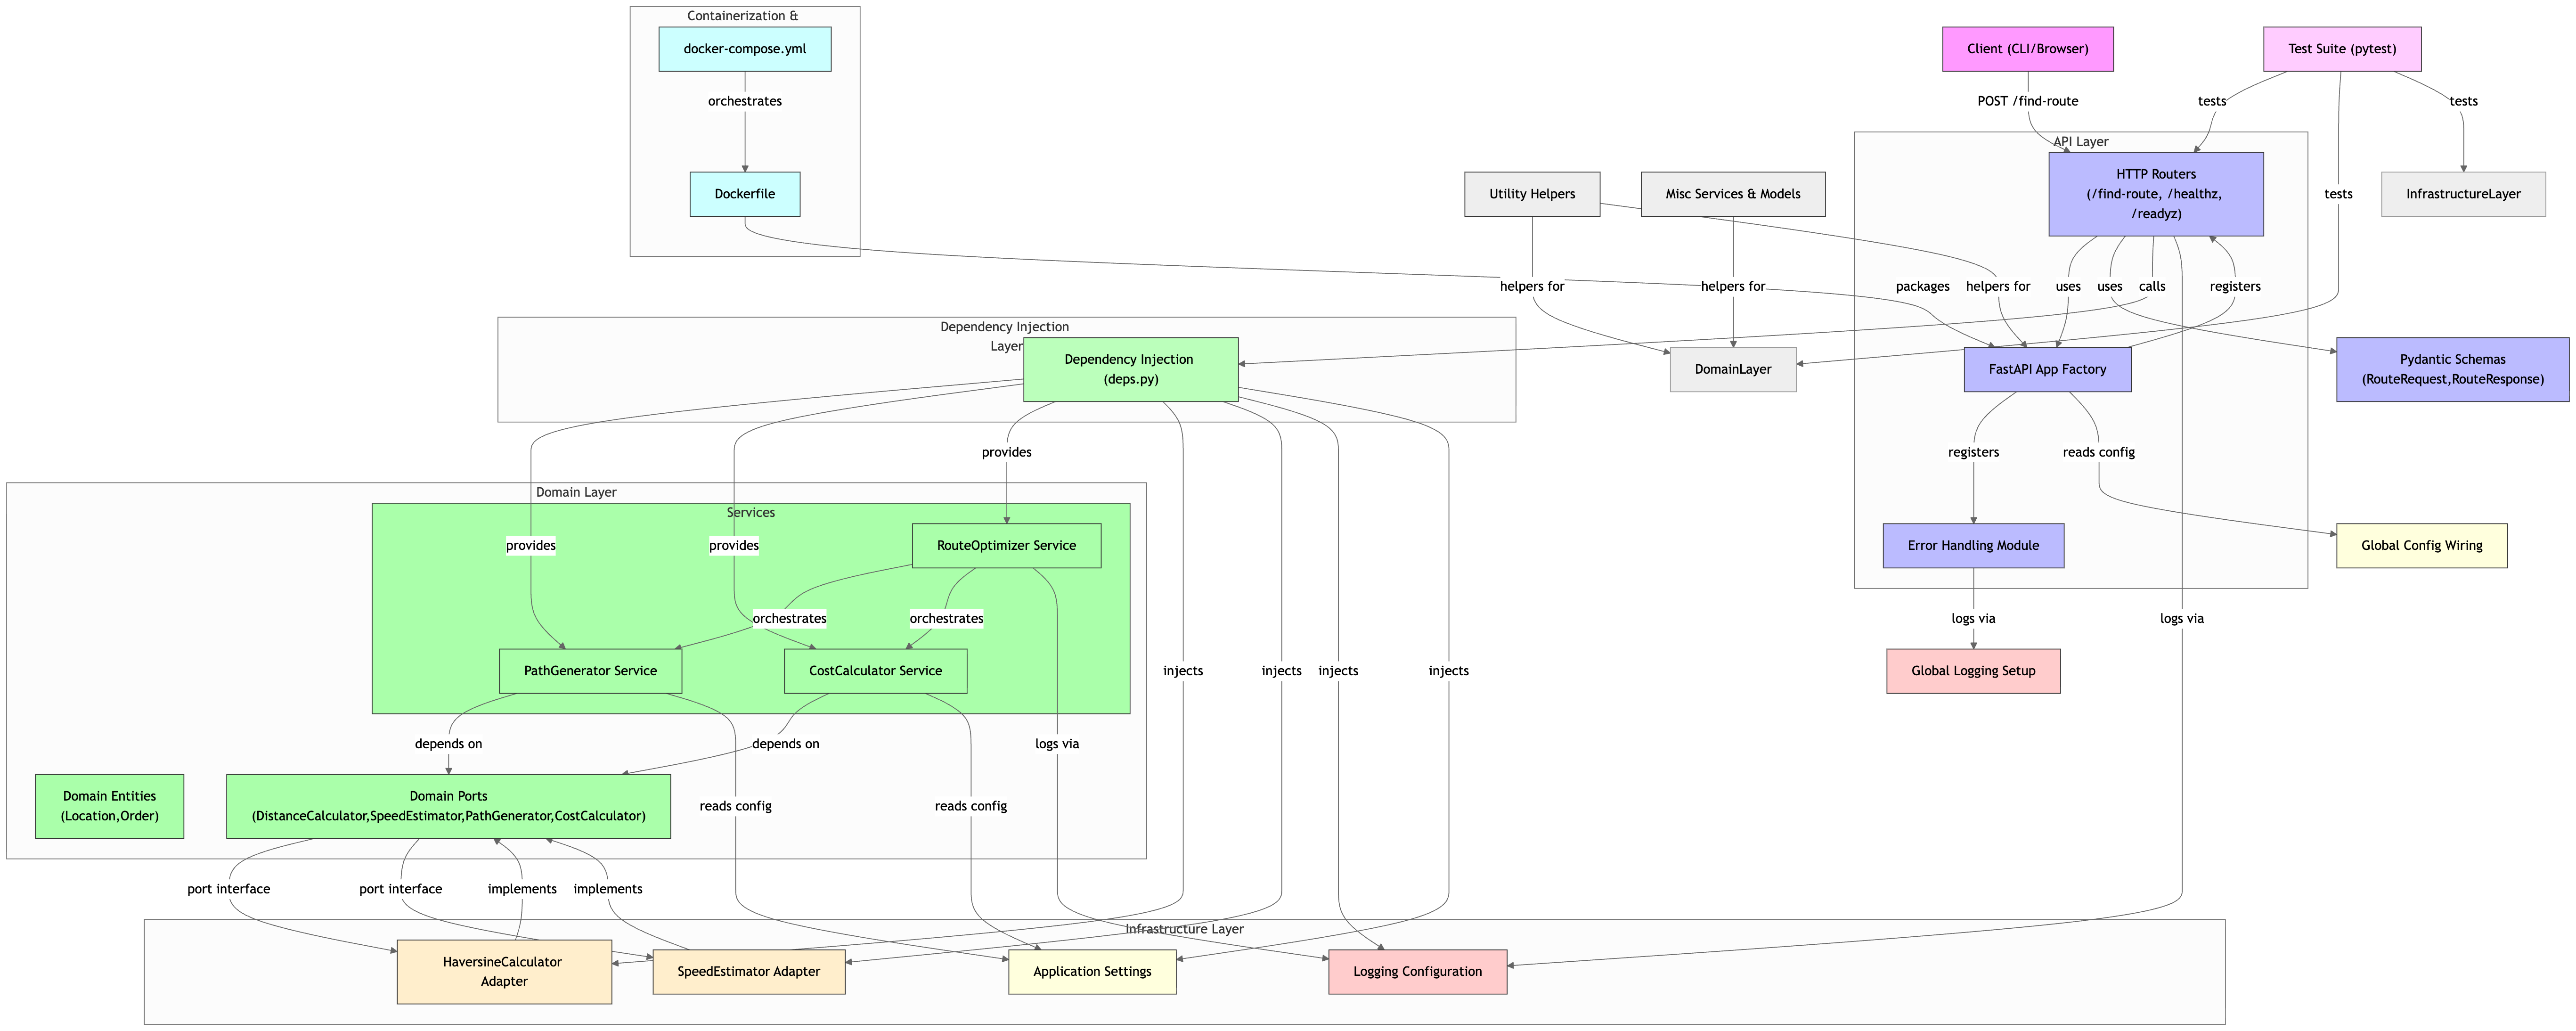 Containerization &
docker-compose.yml
Client (CLI/Browser)
Test Suite (pytest)
orchestrates
POST /find-route
tests
tests
API Layer
Dockerfile
Utility Helpers
Misc Services & Models
HTTP Routers
(/find-route, /healthz,
/readyz)
tests
InfrastructureLayer
helpers for
helpers for
packages
helpers for
uses
uses
calls
registers
Dependency Injection
Layer
Dependency Injection
(deps.py)
DomainLayer
FastAPI App Factory
Pydantic Schemas
(RouteRequest,RouteResponse)
provides
registers
reads config
Domain Layer
Services
provides
provides
RouteOptimizer Service
Error Handling Module
Global Config Wiring
orchestrates
orchestrates
logs via
logs via
PathGenerator Service
CostCalculator Service
injects
injects
injects
injects
Global Logging Setup
depends on
depends on
logs via
Domain Entities
(Location,Order)
Domain Ports
(DistanceCalculator,SpeedEstimator,PathGenerator,CostCalculator)
reads config
reads config
port interface
port interface
implements
implements
Infrastructure Layer
HaversineCalculator
Adapter
SpeedEstimator Adapter
Application Settings
Logging Configuration